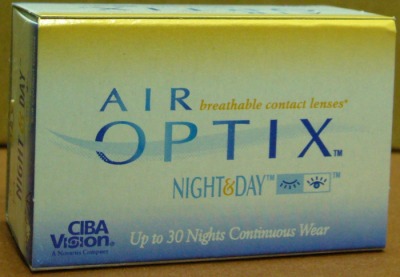 AIR
breathable contact lenses*
OPTIX™
NIGHT&DAY™ ™
CIBA
VISION®
A Novartis Company
Up to 30 Nights Continuous Wear
NIGHT&DAY